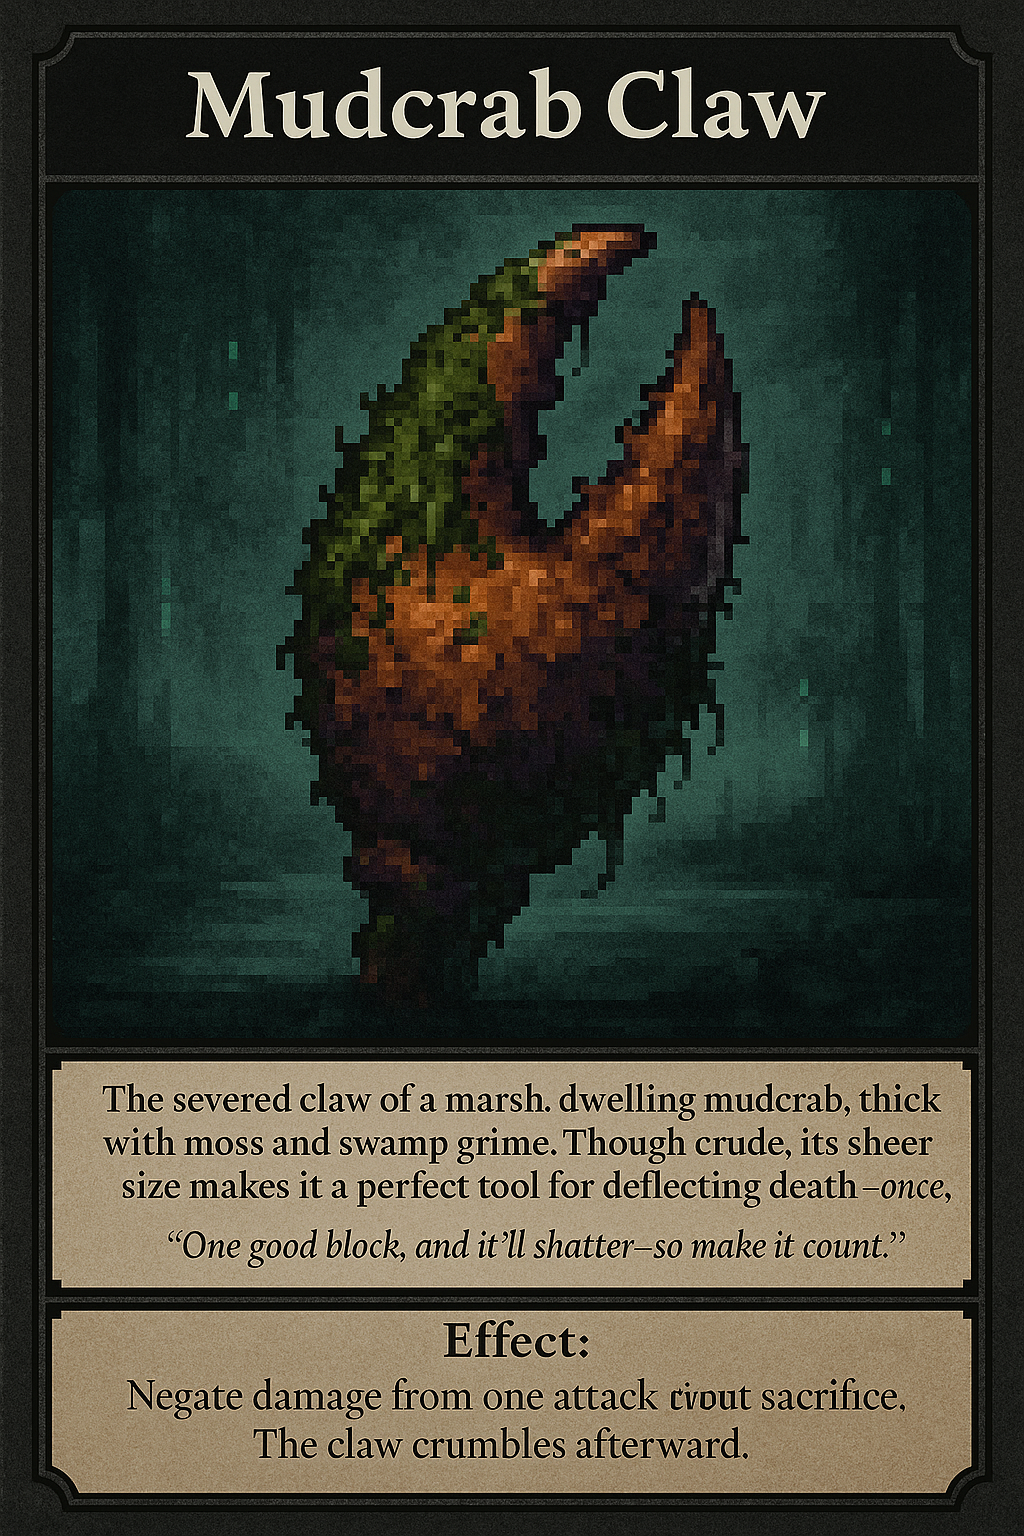 Mudcrab Claw
The severed claw of a marsh. dwelling mudcrab, thick
with moss and swamp grime. Though crude, its sheer
size makes it a perfect tool for deflecting death–once,
“One good block, and it’ll shatter–so make it count.”
Effect:
Negate damage from one attack sacrifice.
The claw crumbles afterward.